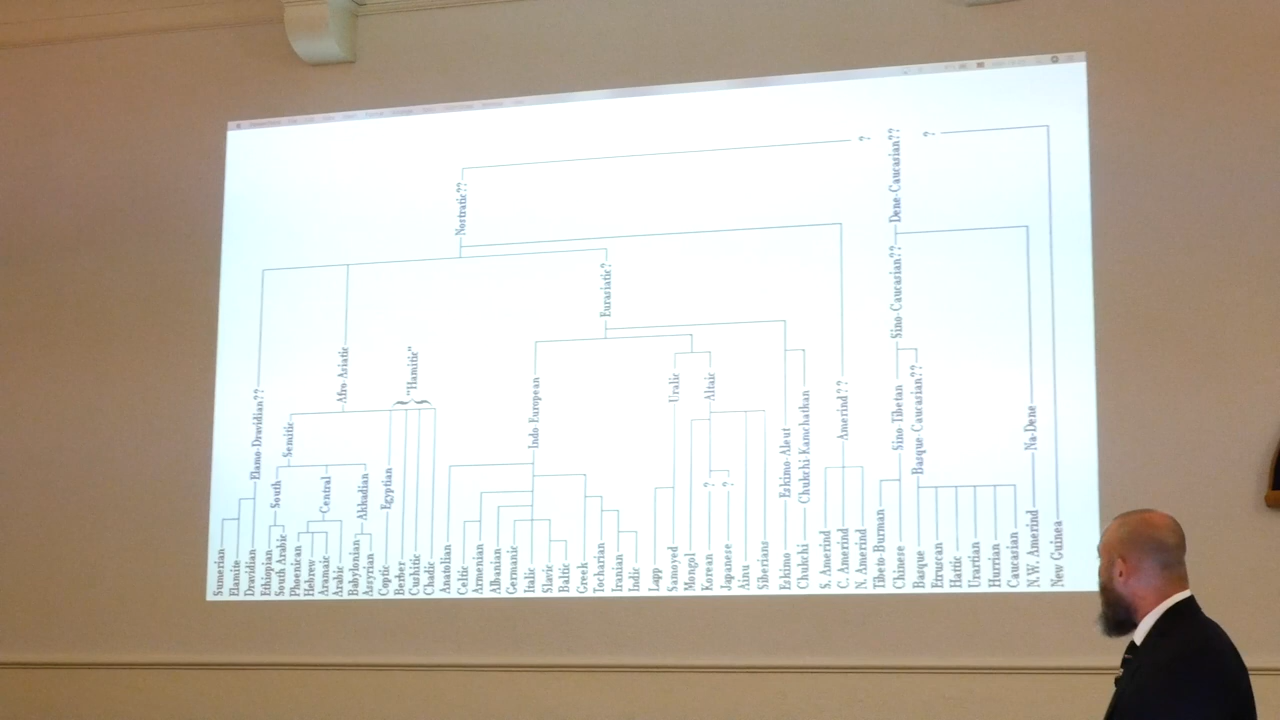 ?
Dene-Caucasian??
?
Nostratic??
Sino-Caucasian??
Eurasiatic?
Afro-Asiatic
"Hamitic"
Elamo-Dravidian??
Semitic
Indo-European
Uralic
Altaic
Amerind??
Sino-Tibetan
Basque-Caucasian??
Na-Dene
South
Central
Akkadian
Egyptian
Eskimo-Aleut
Chukchi-Kamchatkan
?
?
Sumerian
Elamite
Dravidian
Ethiopian
South Arabic
Phoenician
Hebrew
Aramaic
Arabic
Babylonian
Assyrian
Coptic
Berber
Cushitic
Chadic
Anatolian
Celtic
Armenian
Albanian
Germanic
Italic
Slavic
Baltic
Greek
Tocharian
Iranian
Indic
Lapp
Samoyed
Mongol
Korean
Japanese
Ainu
Siberians
Eskimo
Chukchi
S. Amerind
C. Amerind
N. Amerind
Tibeto-Burman
Chinese
Basque
Etruscan
Hattic
Urartian
Hurrian
Caucasian
N.W. Amerind
New Guinea